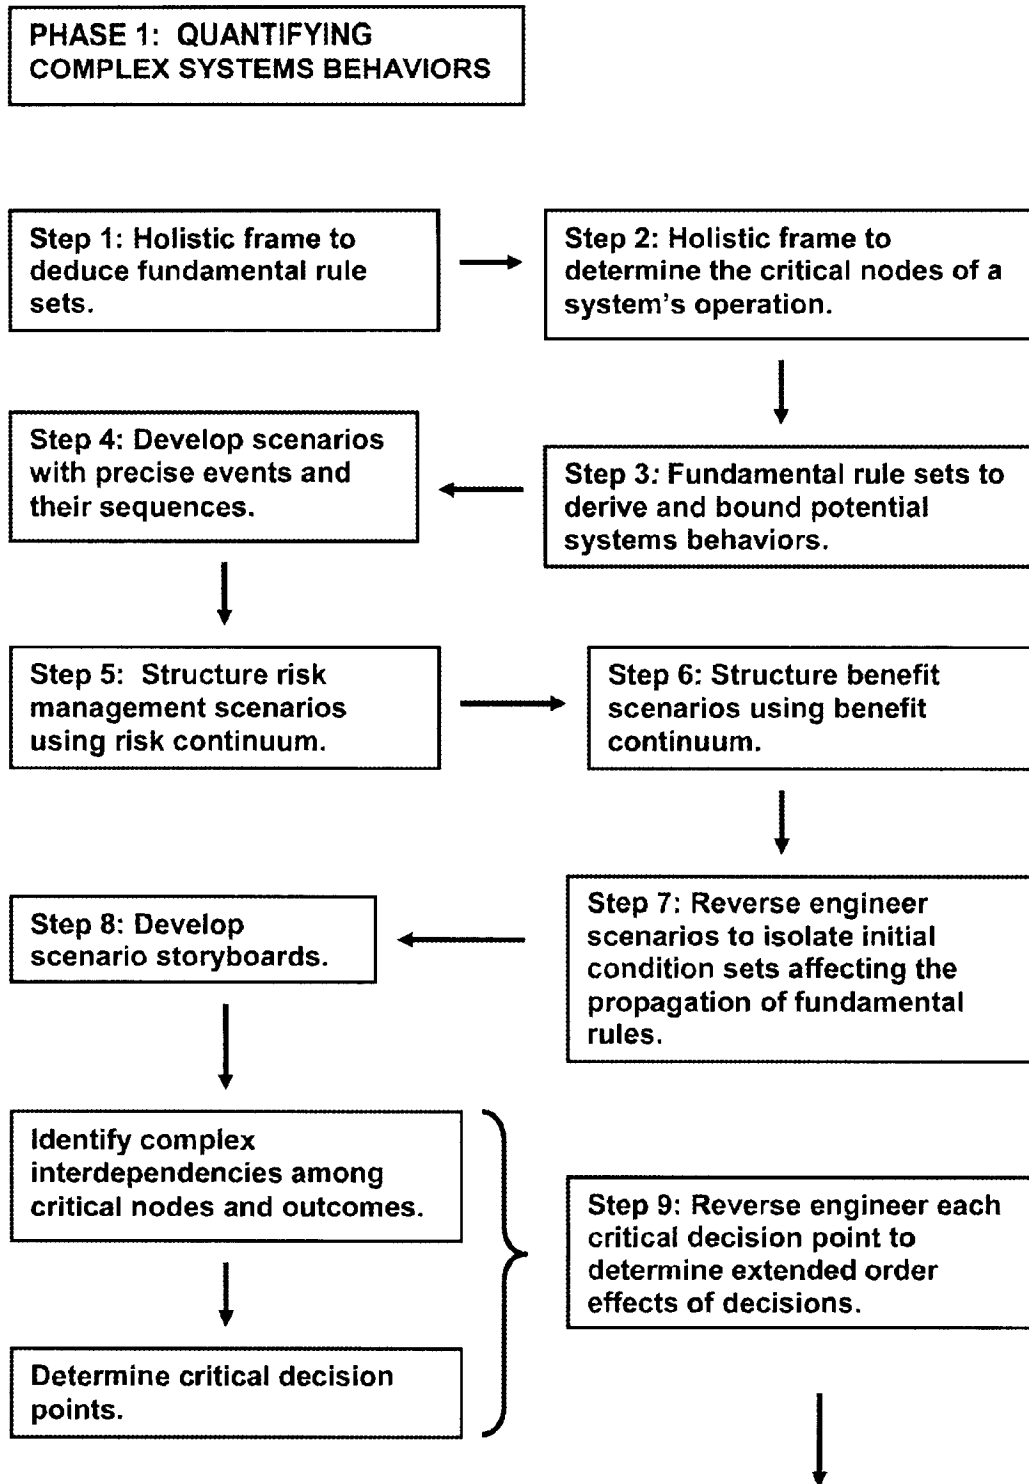 PHASE 1: QUANTIFYING
COMPLEX SYSTEMS BEHAVIORS
Step 1: Holistic frame to
deduce fundamental rule
sets.
Step 2: Holistic frame to
determine the critical nodes of a
system's operation.
Step 3: Fundamental rule sets to
derive and bound potential
systems behaviors.
Step 4: Develop scenarios
with precise events and
their sequences.
Step 5: Structure risk
management scenarios
using risk continuum.
Step 6: Structure benefit
scenarios using benefit
continuum.
Step 7: Reverse engineer
scenarios to isolate initial
condition sets affecting the
propagation of fundamental
rules.
Step 8: Develop
scenario storyboards.
Identify complex
interdependencies among
critical nodes and outcomes.
Determine critical decision
points.
Step 9: Reverse engineer each
critical decision point to
determine extended order
effects of decisions.